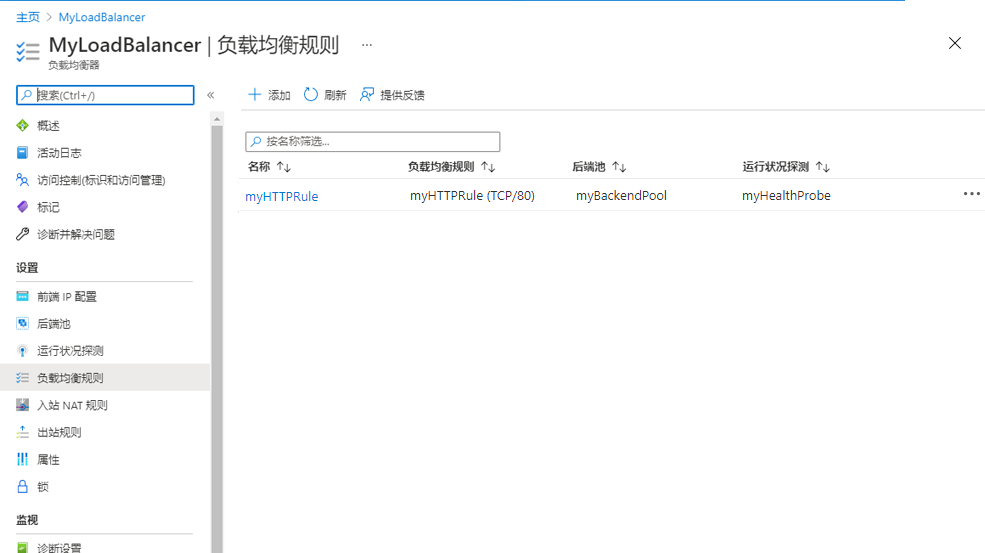 主页 > MyLoadBalancer
MyLoadBalancer | 负载均衡规则 ...
负载均衡器
搜索(Ctrl+/) «
添加 刷新 提供反馈
概述
活动日志
访问控制(标识和访问管理)
标记
诊断并解决问题
设置
前端 IP 配置
后端池
运行状况探测
负载均衡规则
入站 NAT 规则
出站规则
属性
锁
监视
诊断设置
按名称筛选...
名称 ↑↓ 负载均衡规则 ↑↓ 后端池 ↑↓ 运行状况探测 ↑↓
myHTTPRule myHTTPRule (TCP/80) myBackendPool myHealthProbe ...